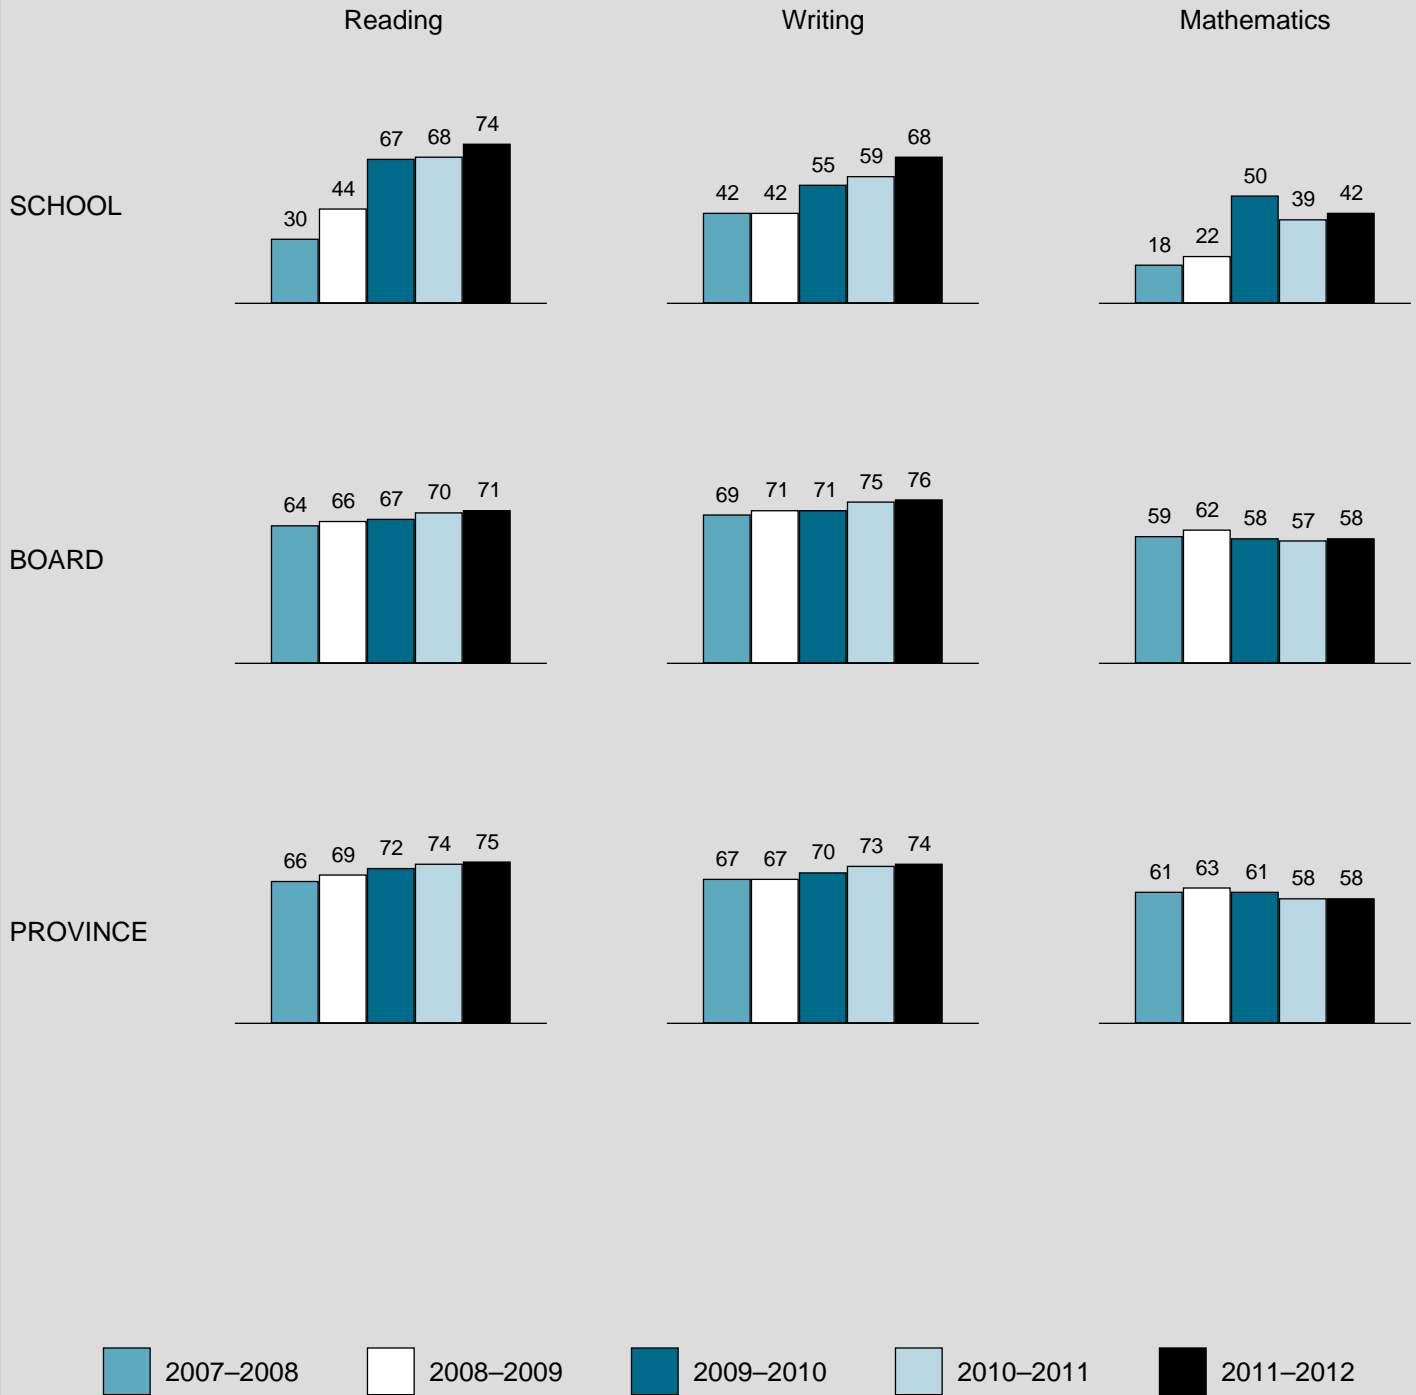 Reading Writing Mathematics
SCHOOL
30 44 67 68 74
42 42 55 59 68
18 22 50 39 42
BOARD
64 66 67 70 71
69 71 71 75 76
59 62 58 57 58
PROVINCE
66 69 72 74 75
67 67 70 73 74
61 63 61 58 58
2007–2008 2008–2009 2009–2010 2010–2011 2011–2012